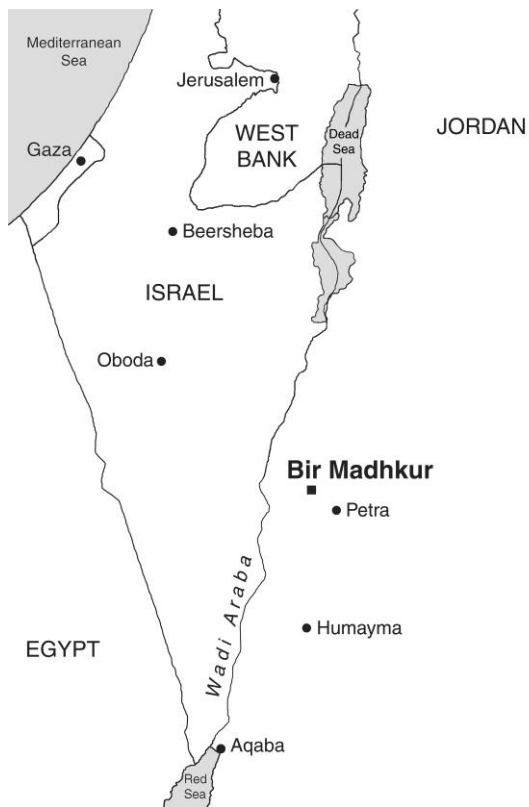 Mediterranean
Sea
Jerusalem
WEST
BANK
Dead
Sea
JORDAN
Gaza
Beersheba
ISRAEL
Oboda
Bir Madhkur
Petra
Wadi Araba
Humayma
EGYPT
Aqaba
Red
Sea